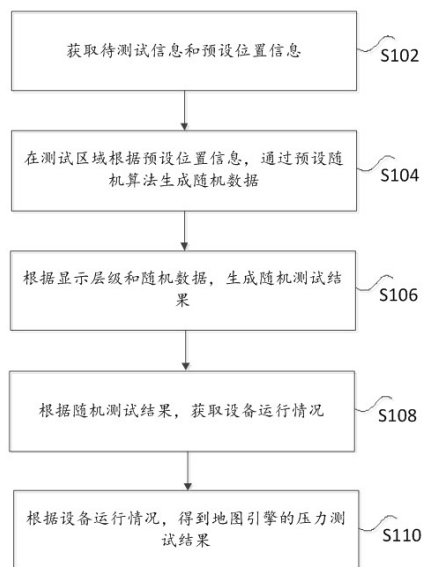 获取待测试信息和预设位置信息
S102
在测试区域根据预设位置信息，通过预设随
机算法生成随机数据
S104
根据显示层级和随机数据，生成随机测试结
果
S106
根据随机测试结果，获取设备运行情况
S108
根据设备运行情况，得到地图引擎的压力测
试结果
S110